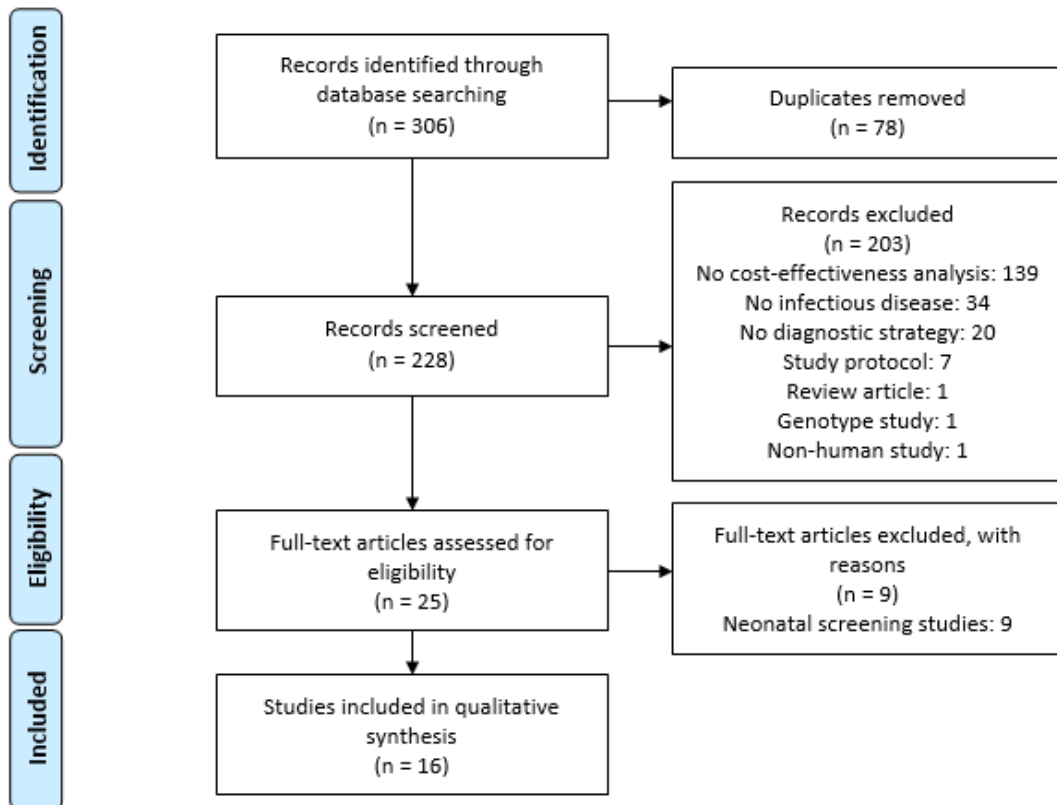 Identification
Records identified through
database searching
(n = 306)
Duplicates removed
(n = 78)
Screening
Records screened
(n = 228)
Records excluded
(n = 203)
No cost-effectiveness analysis: 139
No infectious disease: 34
No diagnostic strategy: 20
Study protocol: 7
Review article: 1
Genotype study: 1
Non-human study: 1
Eligibility
Full-text articles assessed for
eligibility
(n = 25)
Full-text articles excluded, with
reasons
(n = 9)
Neonatal screening studies: 9
Included
Studies included in qualitative
synthesis
(n = 16)